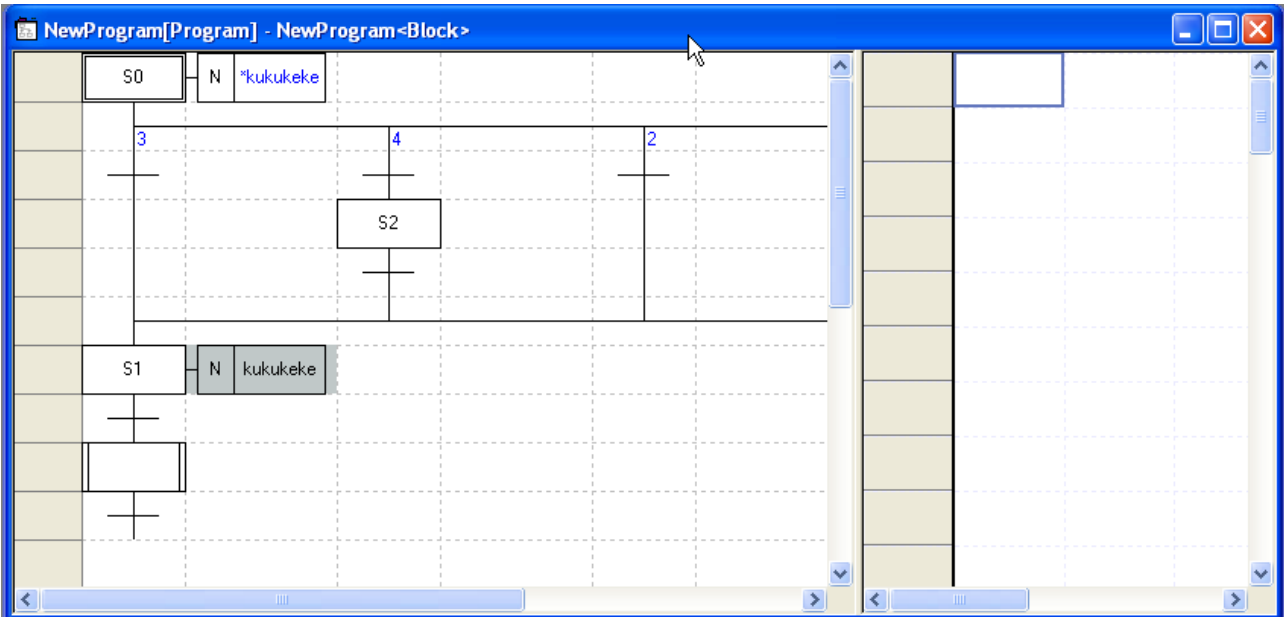 NewProgram[Program] - NewProgram<Block>
S0 N *kukukeke
3 4 2
S2
S1 N kukukeke